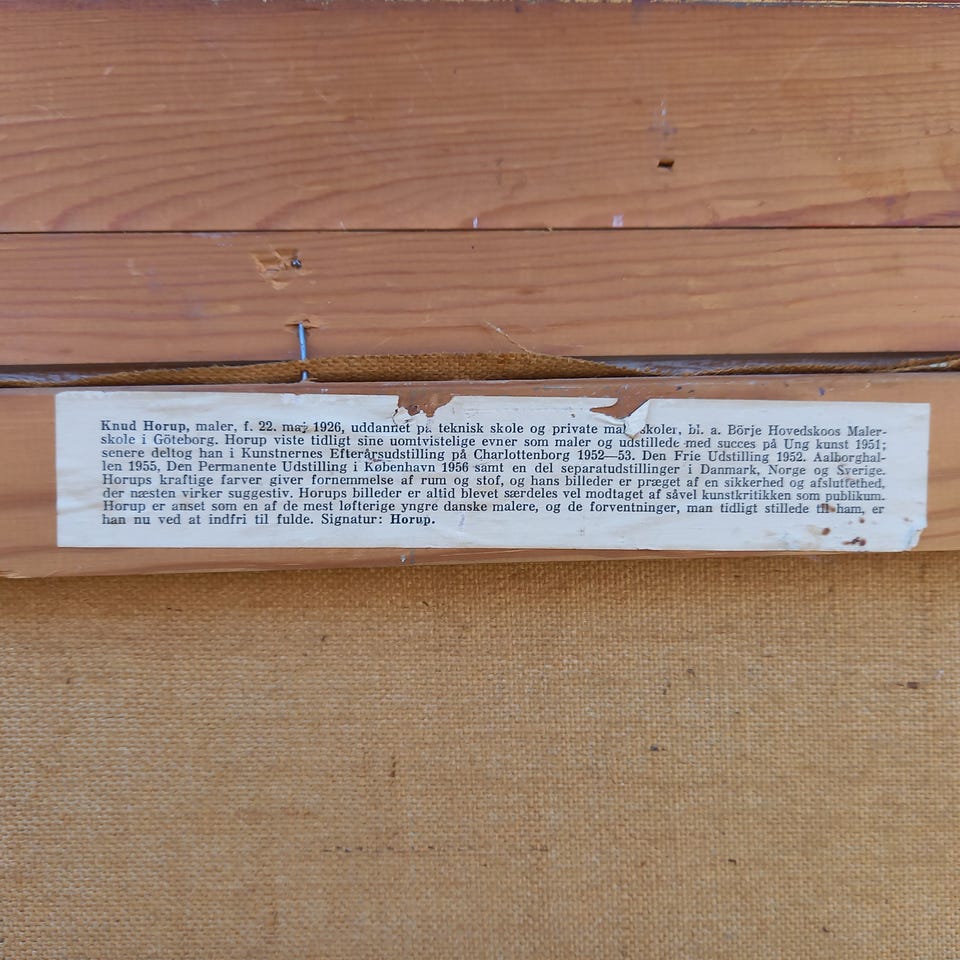 Knud Horup, maler, f. 22. maj 1926, uddannet på teknisk skole og private malerskoler, bl. a. Börje Hovedskoos Maler-
skole i Göteborg. Horup viste tidligt sine uomtvistelige evner som maler og udstillede med succes på Ung kunst 1951;
senere deltog han i Kunstnernes Efterårsudstilling på Charlottenborg 1952—53. Den Frie Udstilling 1952. Aalborghal-
len 1955, Den Permanente Udstilling i København 1956 samt en del separatudstillinger i Danmark, Norge og Sverige.
Horups kraftige farver giver fornemmelse af rum og stof, og hans billeder er præget af en sikkerhed og afsluttethed,
der næsten virker suggestiv. Horups billeder er altid blevet særdeles vel modtaget af såvel kunstkritikken som publikum.
Horup er anset som en af de mest løfterige yngre danske malere, og de forventninger, man tidligt stillede til ham, er
han nu ved at indfri til fulde. Signatur: Horup.